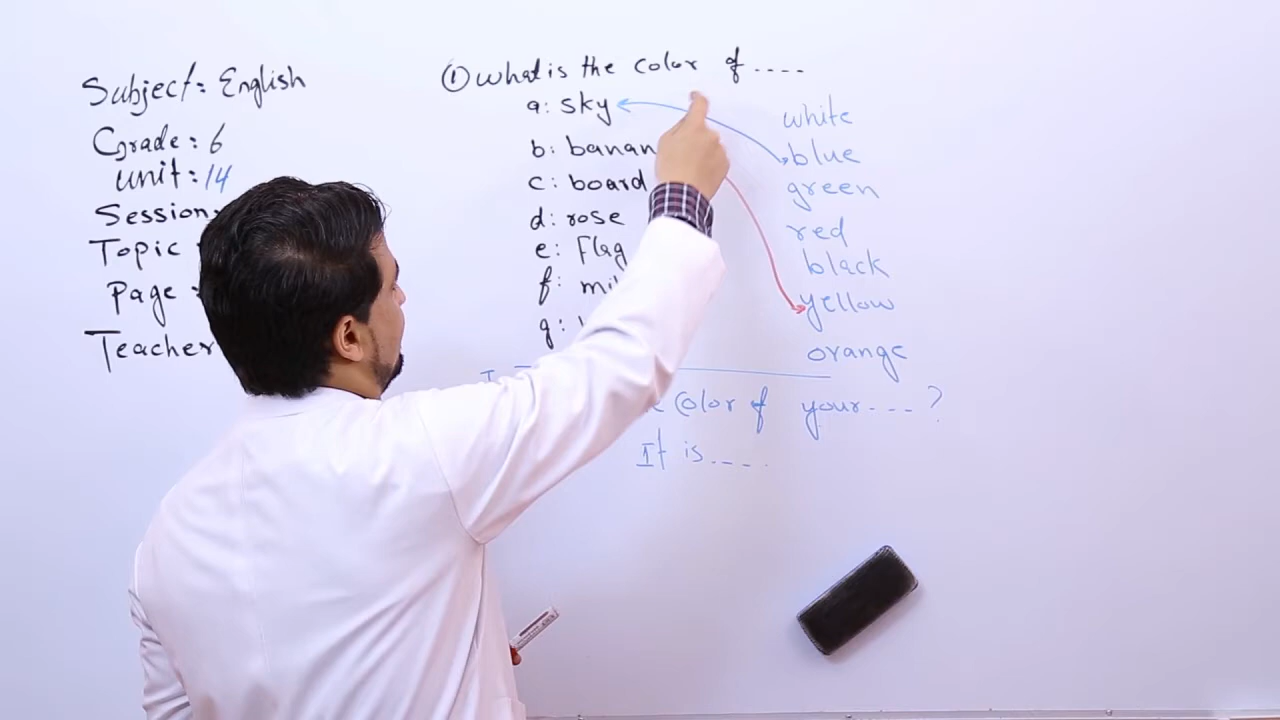 Subject: English
Grade: 6
unit: 14
Session:
Topic
Page:
Teacher
① What is the color of ....
a: sky
b: banan
c: board
d: rose
e: Flag
f:
g:
white
blue
green
red
black
yellow
orange
color of your ---- ?
It is ....